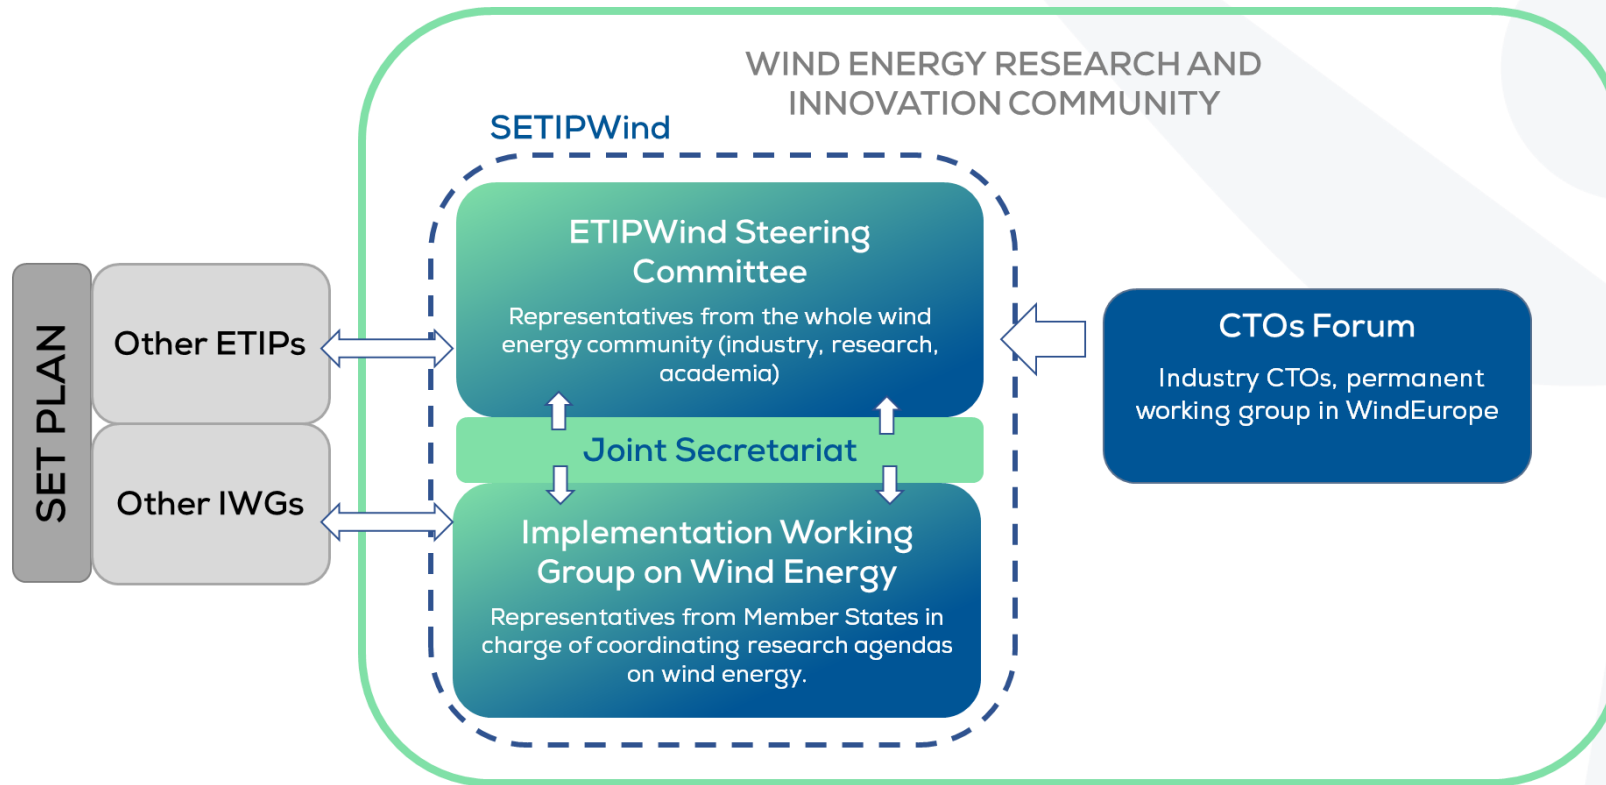 WIND ENERGY RESEARCH AND
INNOVATION COMMUNITY
SETIPWind
ETIPWind Steering
Committee
Representatives from the whole wind
energy community (industry, research,
academia)
Joint Secretariat
Implementation Working
Group on Wind Energy
Representatives from Member States in
charge of coordinating research agendas
on wind energy.
SET PLAN
Other ETIPs
Other IWGs
CTOs Forum
Industry CTOs, permanent
working group in WindEurope